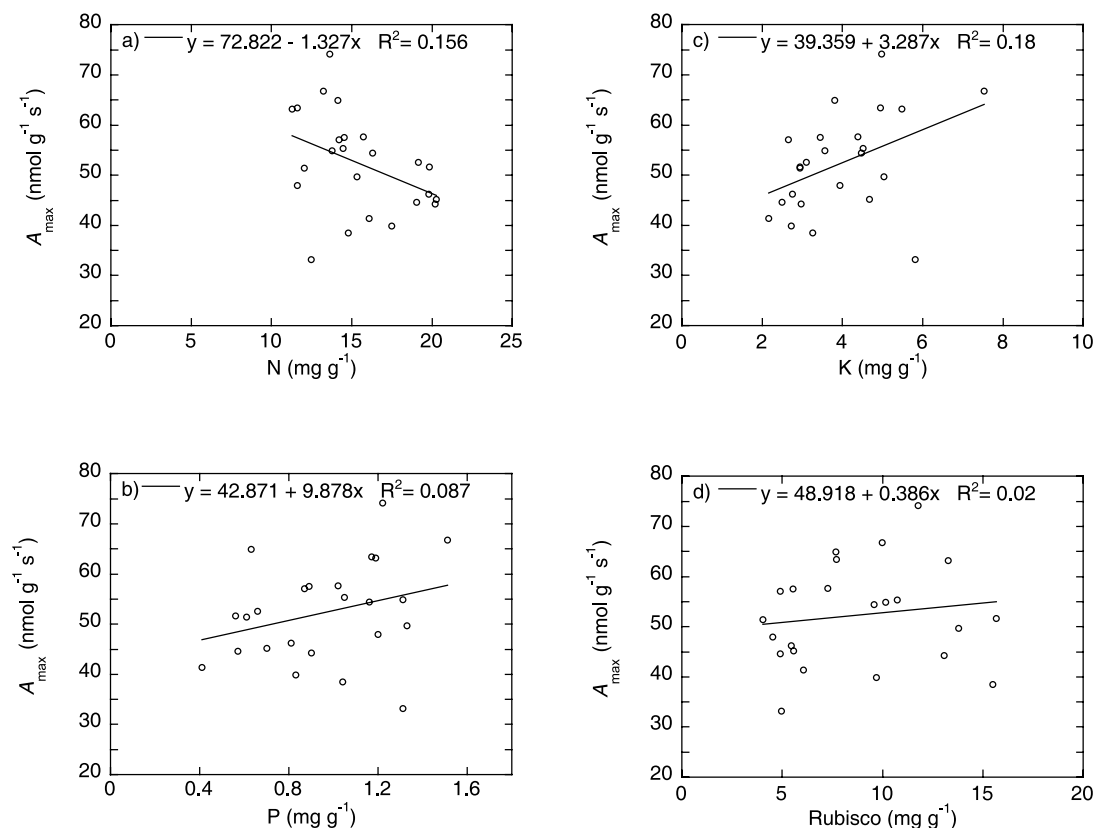 a) y = 72.822 - 1.327x R²= 0.156
80
70
60
50
40
30
20
A max (nmol g⁻¹ s⁻¹)
0 5 10 15 20 25
N (mg g⁻¹)
c) y = 39.359 + 3.287x R²= 0.18
80
70
60
50
40
30
20
A max (nmol g⁻¹ s⁻¹)
0 2 4 6 8 10
K (mg g⁻¹)
b) y = 42.871 + 9.878x R²= 0.087
80
70
60
50
40
30
20
A max (nmol g⁻¹ s⁻¹)
0.4 0.8 1.2 1.6
P (mg g⁻¹)
d) y = 48.918 + 0.386x R²= 0.02
80
70
60
50
40
30
20
A max (nmol g⁻¹ s⁻¹)
0 5 10 15 20
Rubisco (mg g⁻¹)